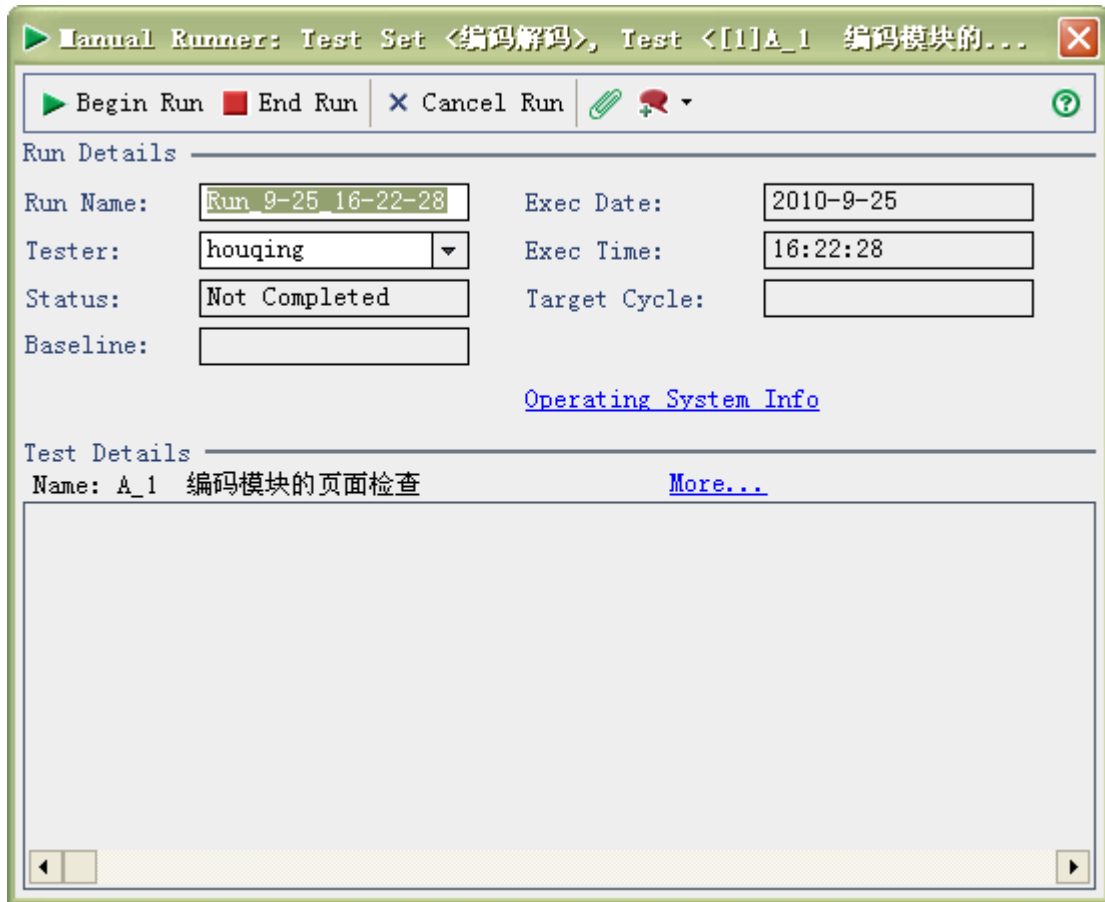 Manual Runner: Test Set <编码解码>, Test <[1]A_1 编码模块的...
Begin Run End Run Cancel Run
Run Details
Run Name: Run_9-25_16-22-28 Exec Date: 2010-9-25
Tester: houqing Exec Time: 16:22:28
Status: Not Completed Target Cycle:
Baseline:
Operating System Info
Test Details
Name: A_1 编码模块的页面检查 More...